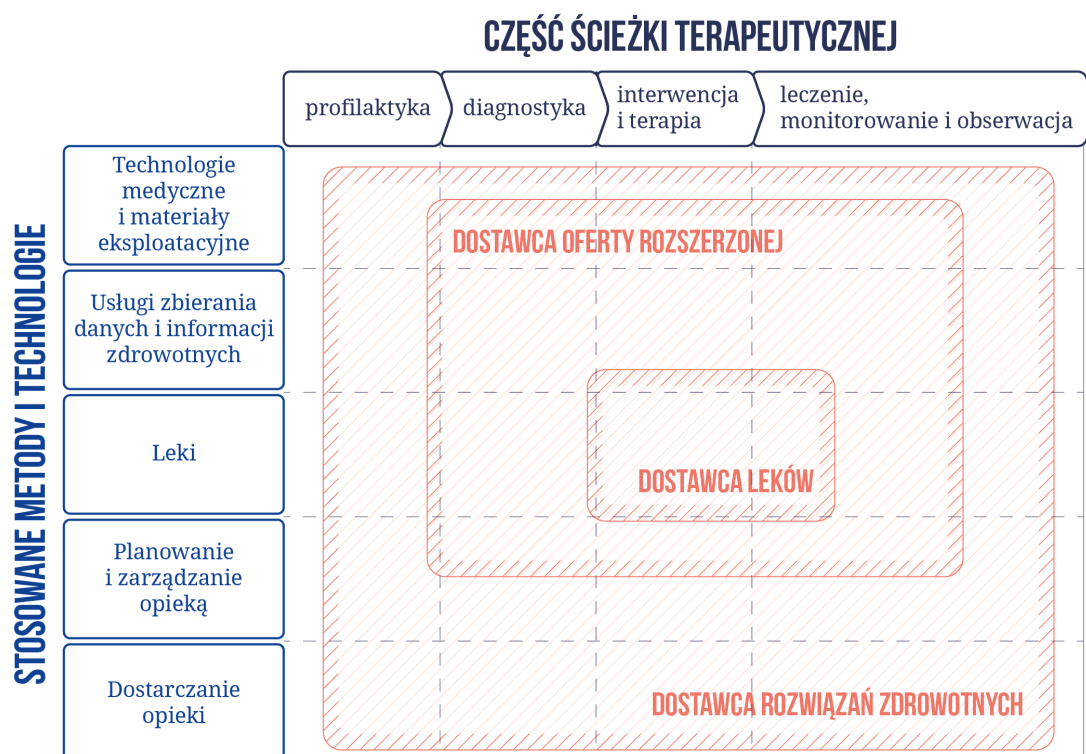 CZĘŚĆ ŚCIEŻKI TERAPEUTYCZNEJ
profilaktyka
diagnostyka
interwencja
i terapia
leczenie,
monitorowanie i obserwacja
STOSOWANE METODY I TECHNOLOGIE
Technologie
medyczne
i materiały
eksploatacyjne
Usługi zbierania
danych i informacji
zdrowotnych
Leki
Planowanie
i zarządzanie
opieką
Dostarczanie
opieki
DOSTAWCA OFERTY ROZSZERZONEJ
DOSTAWCA LEKÓW
DOSTAWCA ROZWIĄZAŃ ZDROWOTNYCH